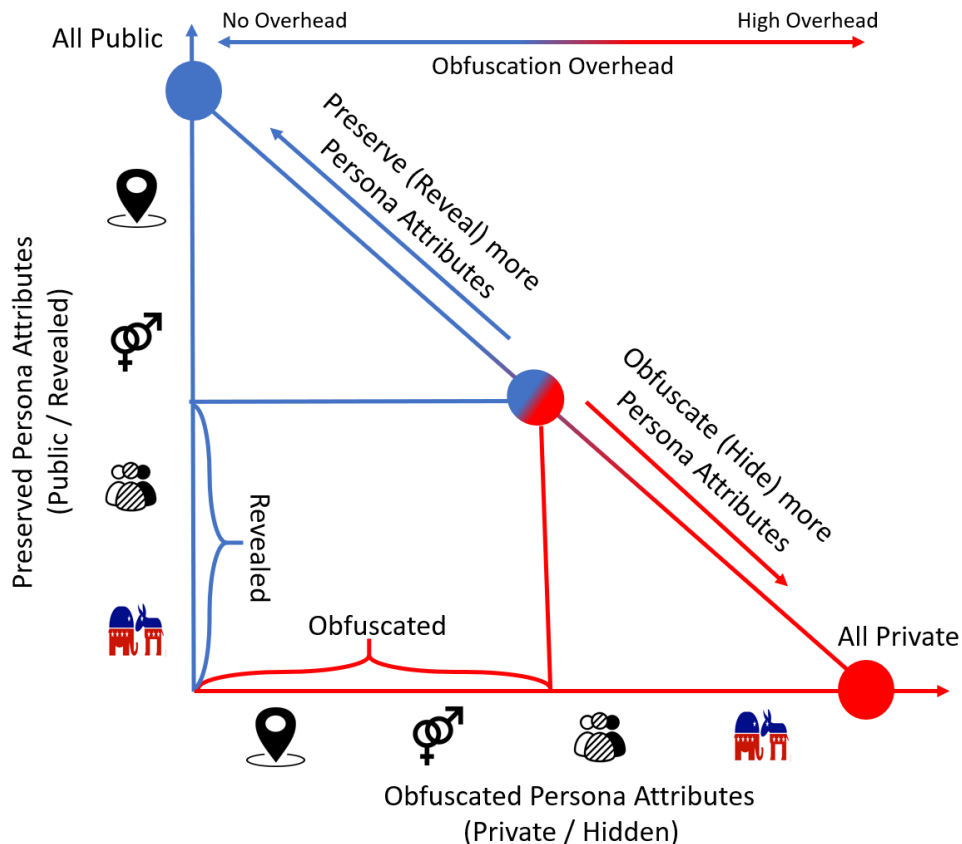 No Overhead
High Overhead
All Public
Obfuscation Overhead
Preserve (Reveal) more
Persona Attributes
Preserved Persona Attributes
(Public / Revealed)
Obfuscate (Hide) more
Persona Attributes
Revealed
Obfuscated
All Private
Obfuscated Persona Attributes
(Private / Hidden)